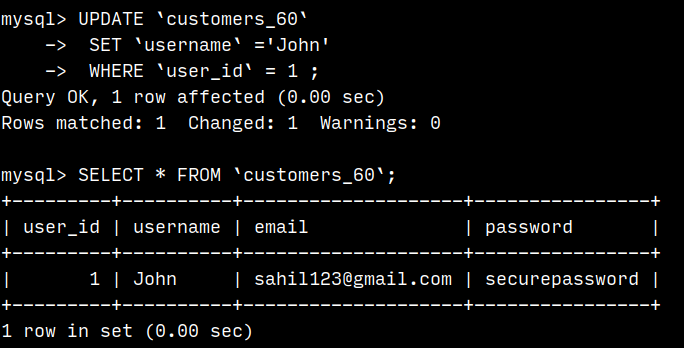 mysql> UPDATE `customers_60`
    ->  SET `username` ='John'
    ->  WHERE `user_id` = 1 ;
Query OK, 1 row affected (0.00 sec)
Rows matched: 1  Changed: 1  Warnings: 0

mysql> SELECT * FROM `customers_60`;
+---------+----------+--------------------+----------------+
| user_id | username | email              | password       |
+---------+----------+--------------------+----------------+
|       1 | John     | sahil123@gmail.com | securepassword |
+---------+----------+--------------------+----------------+
1 row in set (0.00 sec)